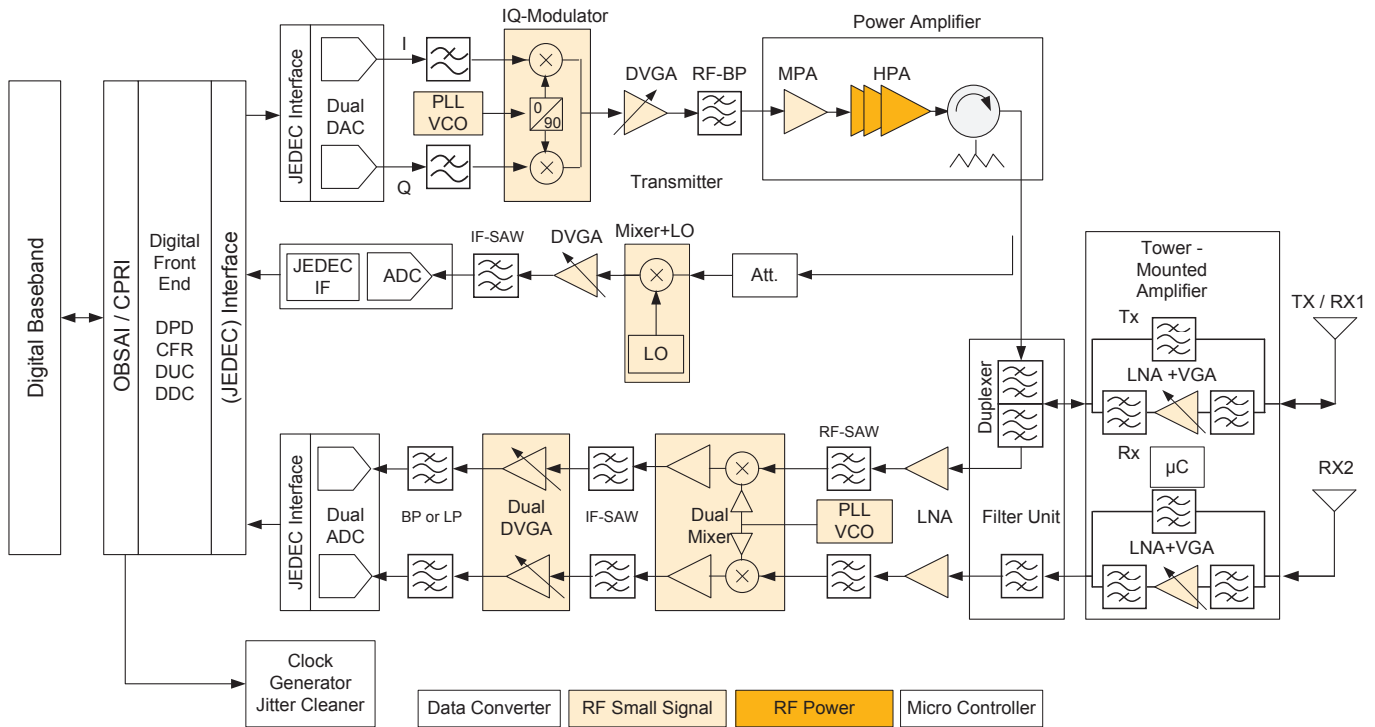 IQ-Modulator
Power Amplifier
JEDEC Interface
Dual
DAC
I
Q
PLL
VCO
0
90
DVGA
RF-BP
MPA
HPA
Transmitter
Digital Baseband
OBSAI / CPRI
Digital
Front
End
DPD
CFR
DUC
DDC
(JEDEC) Interface
JEDEC
IF
ADC
IF-SAW
DVGA
Mixer+LO
LO
Att.
Tower -
Mounted
Amplifier
Tx
LNA +VGA
Rx
µC
LNA+VGA
TX / RX1
RX2
Duplexer
Filter Unit
JEDEC Interface
Dual
ADC
BP or LP
Dual
DVGA
IF-SAW
Dual
Mixer
RF-SAW
PLL
VCO
LNA
Clock
Generator
Jitter Cleaner
Data Converter
RF Small Signal
RF Power
Micro Controller